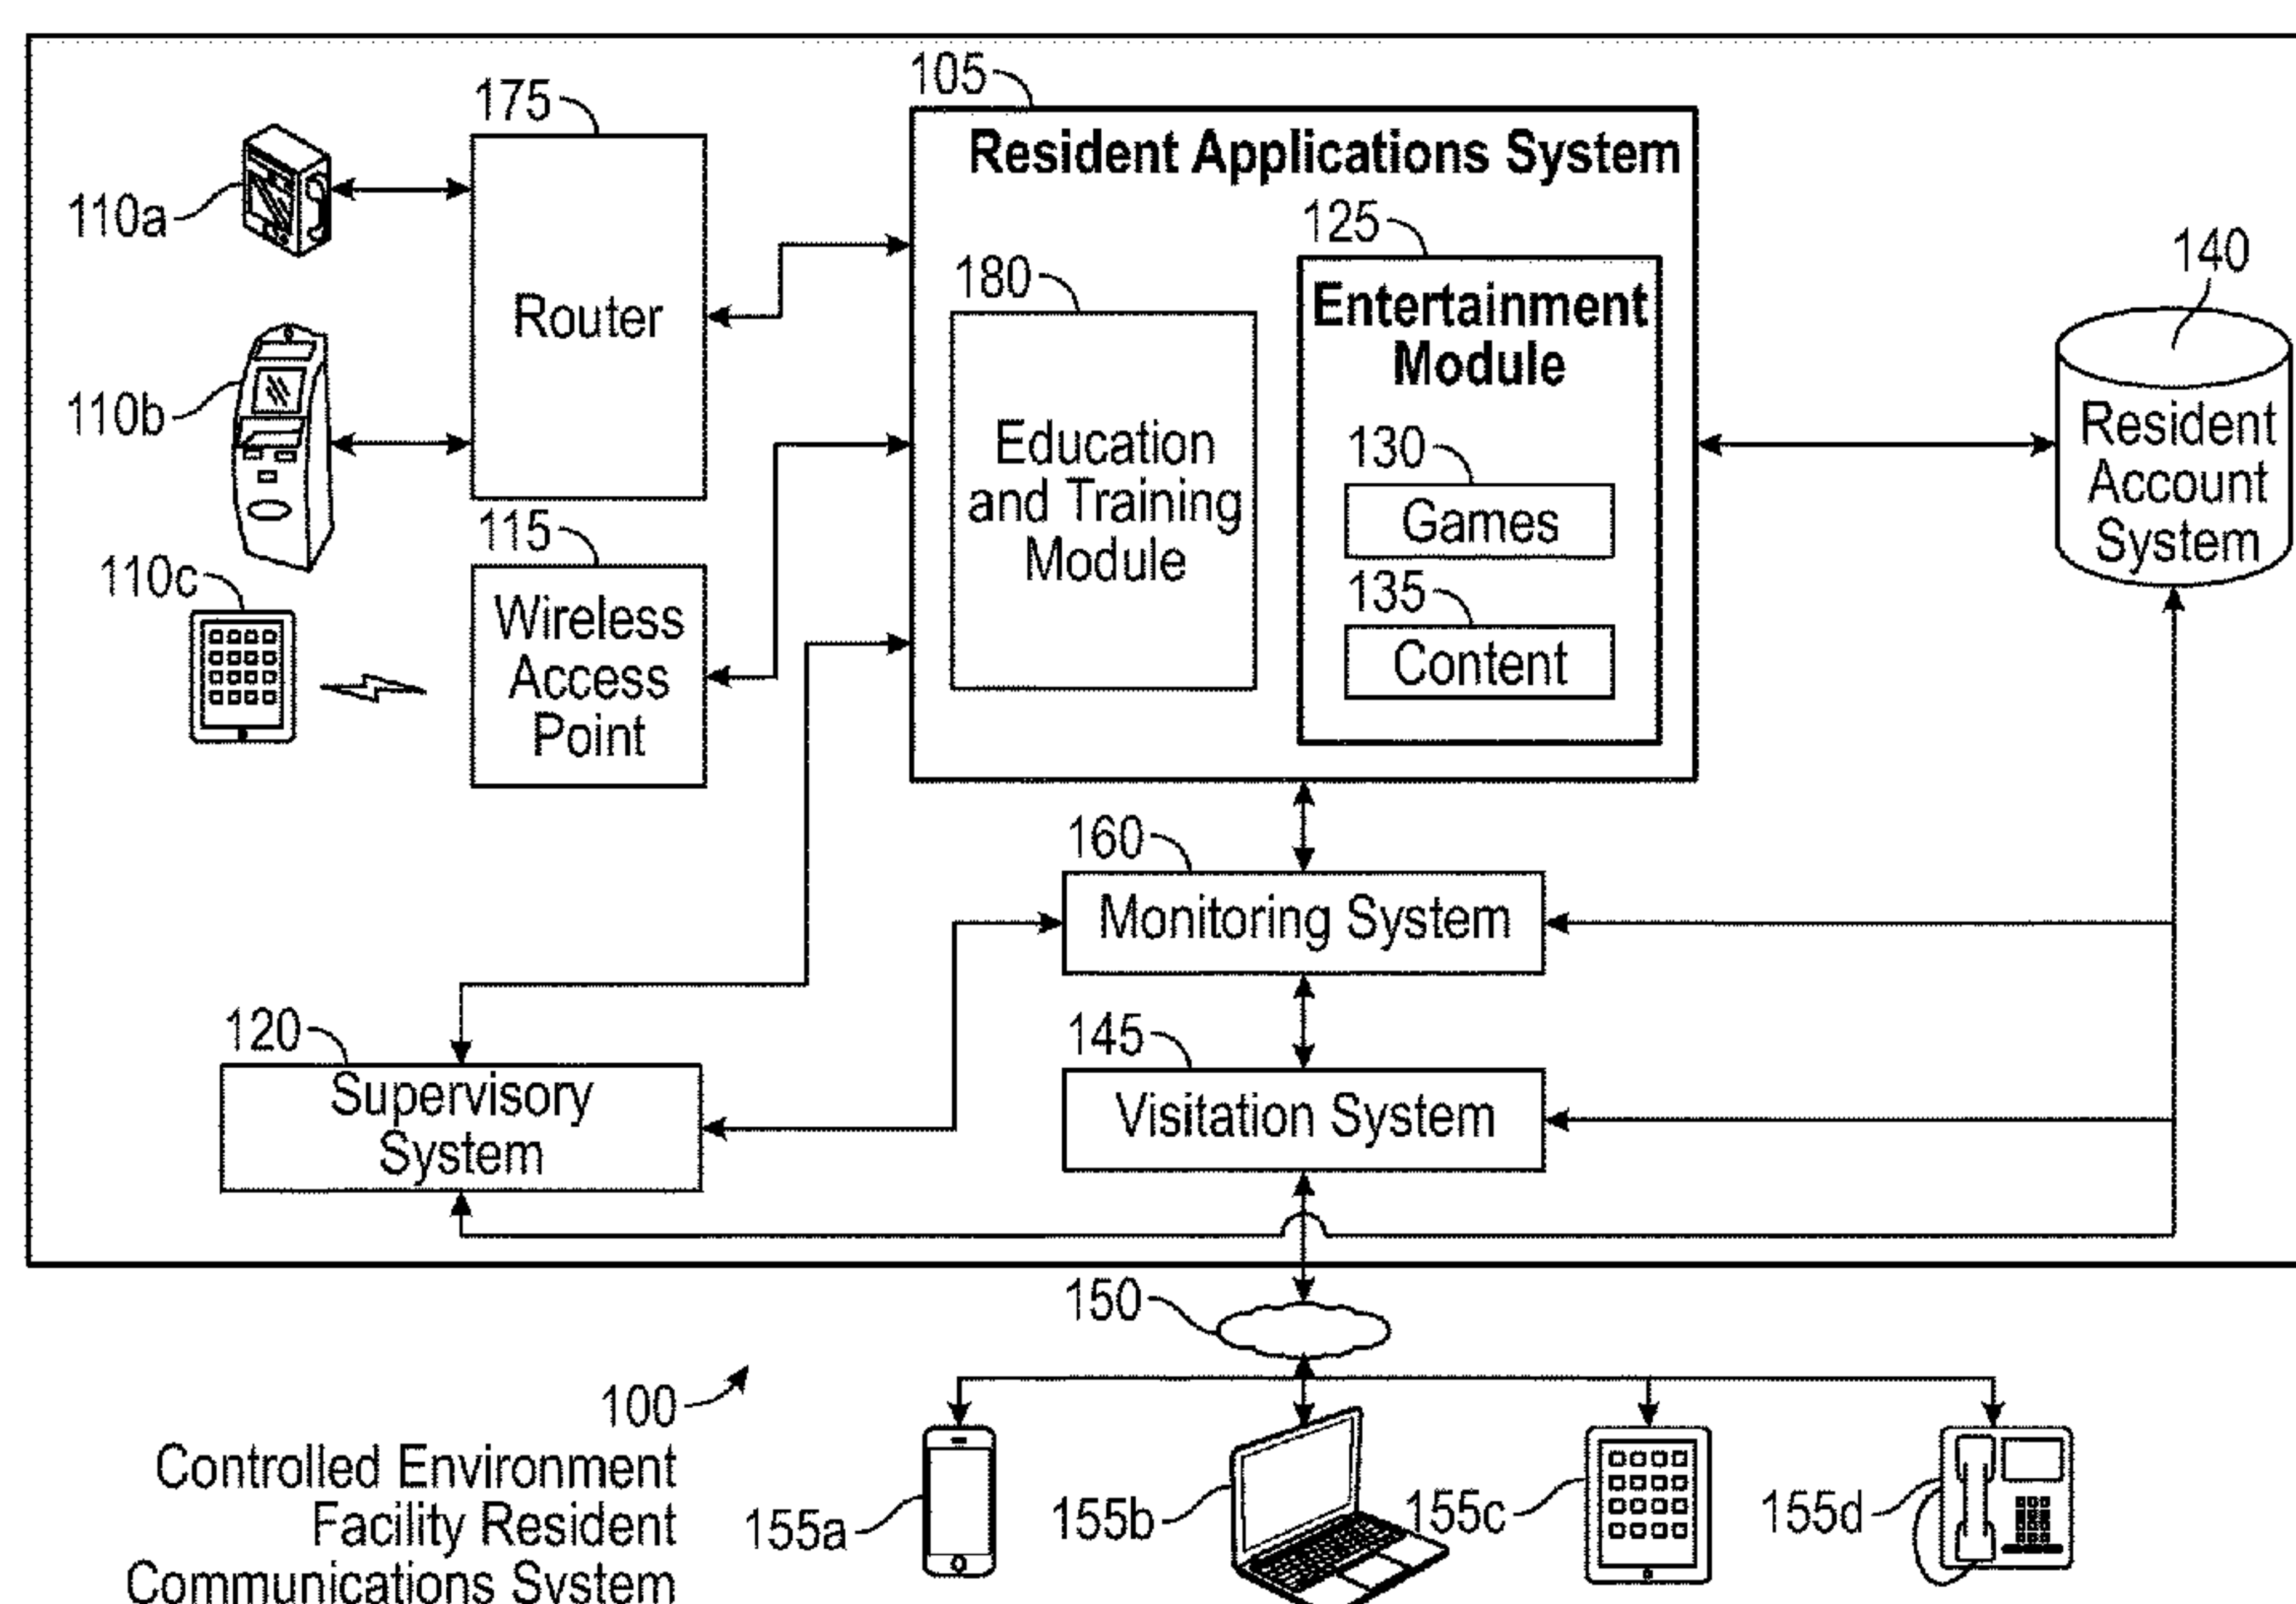 105
175
Resident Applications System
110a
125
180
140
Entertainment
Module
Router
110b
Resident
Account
System
Education
and Training
Module
130
Games
115
135
Content
110c
Wireless
Access
Point
160
Monitoring System
120
145
Supervisory
System
Visitation System
150
100
Controlled Environment
Facility Resident
Communications System
155a
155b
155c
155d